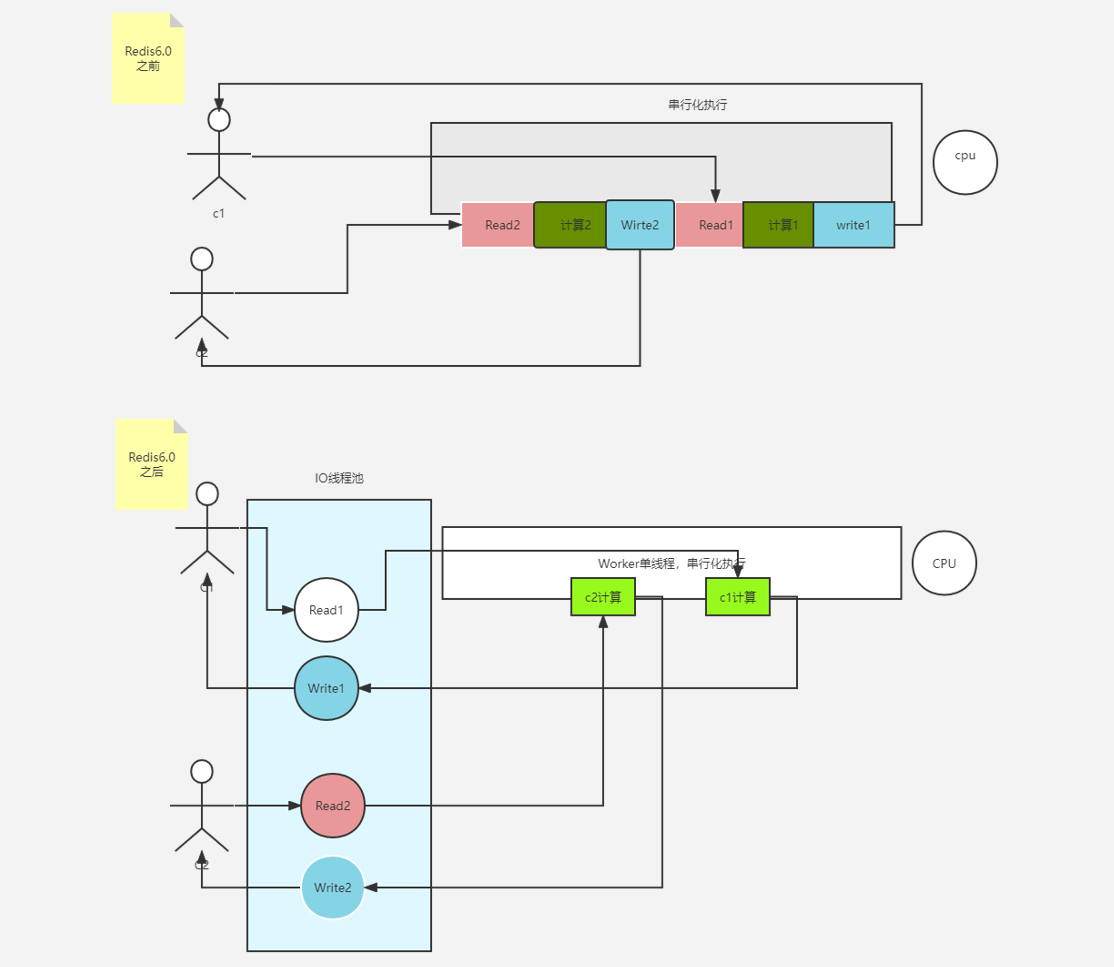 Redis6.0
之前
串行化执行
cpu
c1
Read2
计算2
Wirte2
Read1
计算1
write1
c2
Redis6.0
之后
IO线程池
Worker单线程，串行化执行
CPU
c2计算
c1计算
C1
Read1
Write1
Read2
C2
Write2